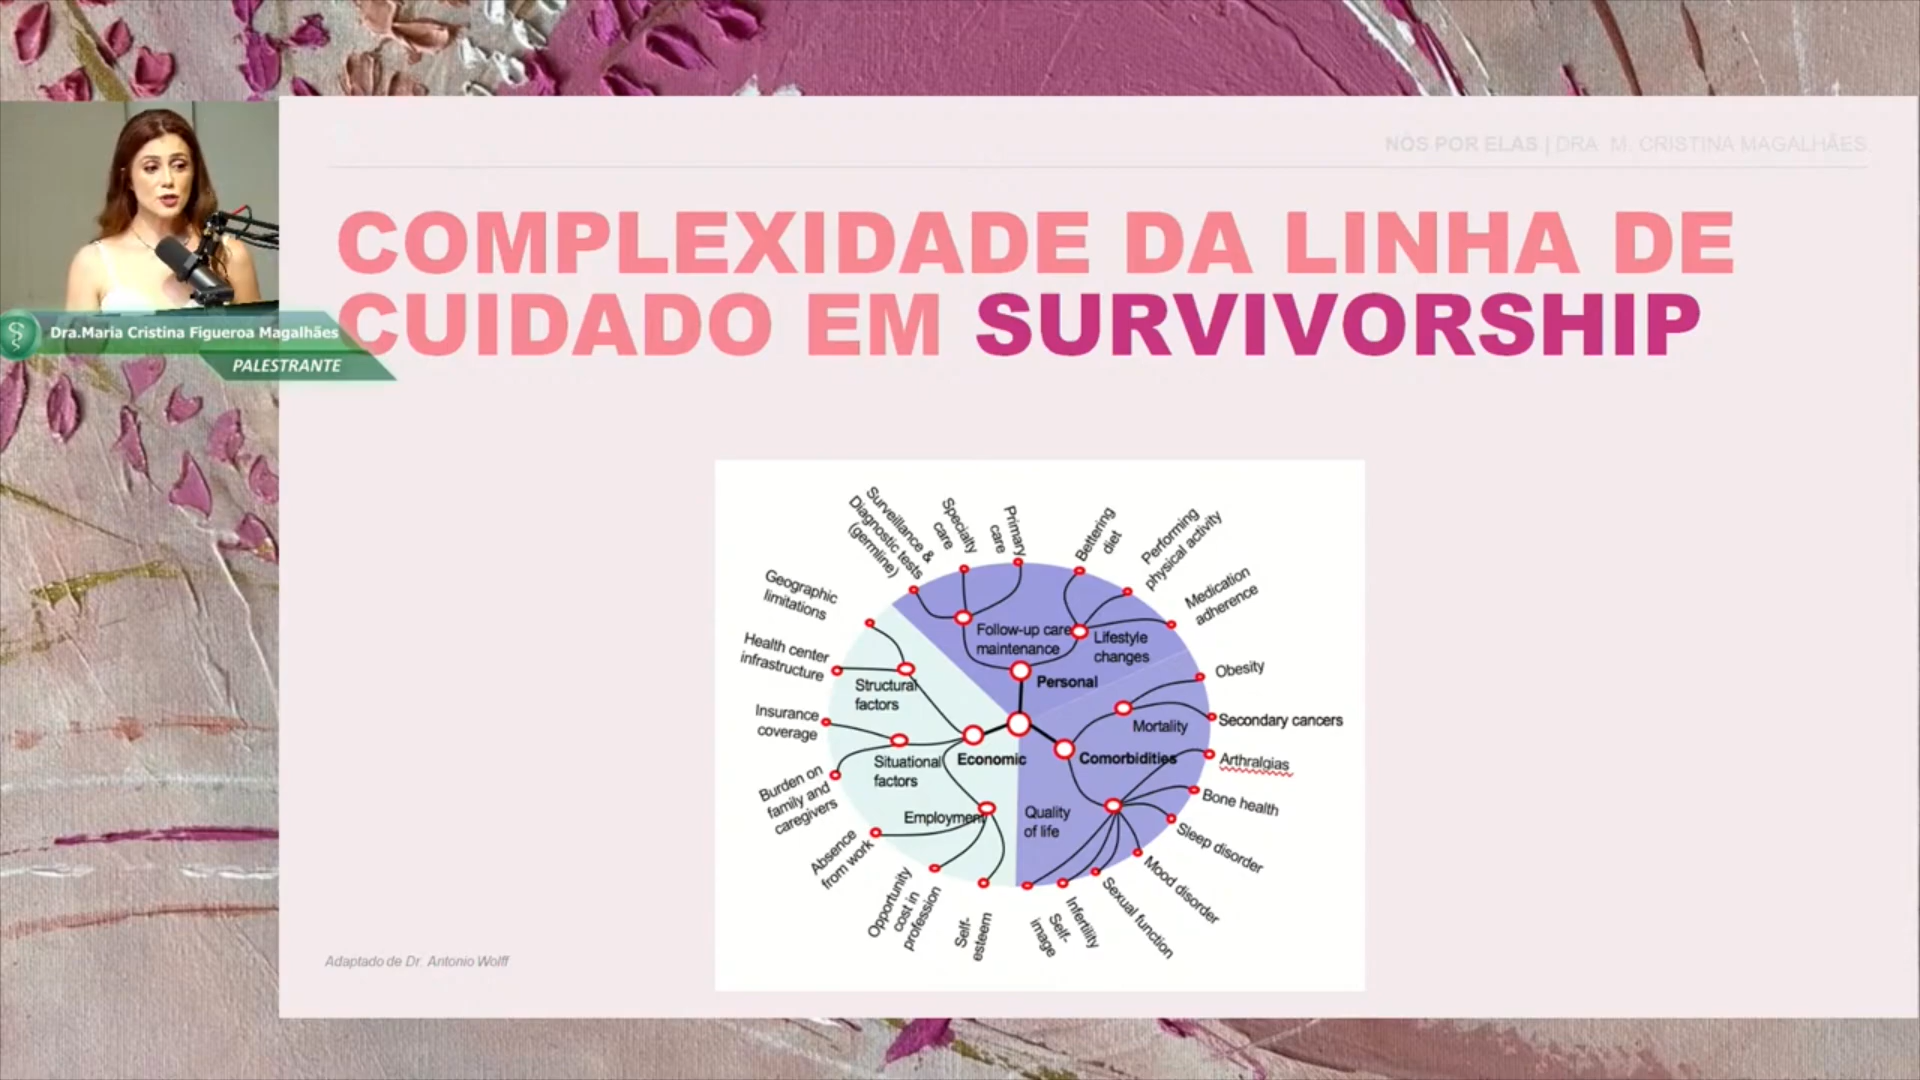 NÓS POR ELAS | DRA M. CRISTINA MAGALHÃES
COMPLEXIDADE DA LINHA DE
CUIDADO EM SURVIVORSHIP
Dra.Maria Cristina Figueroa Magalhães
PALESTRANTE
Surveillance &
Diagnostic tests
(germline)
Specialty
care
Primary
care
Bettering
diet
Performing
physical activity
Medication
adherence
Geographic
limitations
Health center
infrastructure
Insurance
coverage
Burden on
family and
caregivers
Absence
from work
Opportunity
cost in
profession
Self-
esteem
Follow-up care
maintenance
Lifestyle
changes
Personal
Structural
factors
Situational
factors
Economic
Employment
Mortality
Comorbidities
Quality
of life
Obesity
Secondary cancers
Arthralgias
Bone health
Sleep disorder
Mood disorder
Sexual function
Infertility
Self-
image
Adaptado de Dr. Antonio Wolff